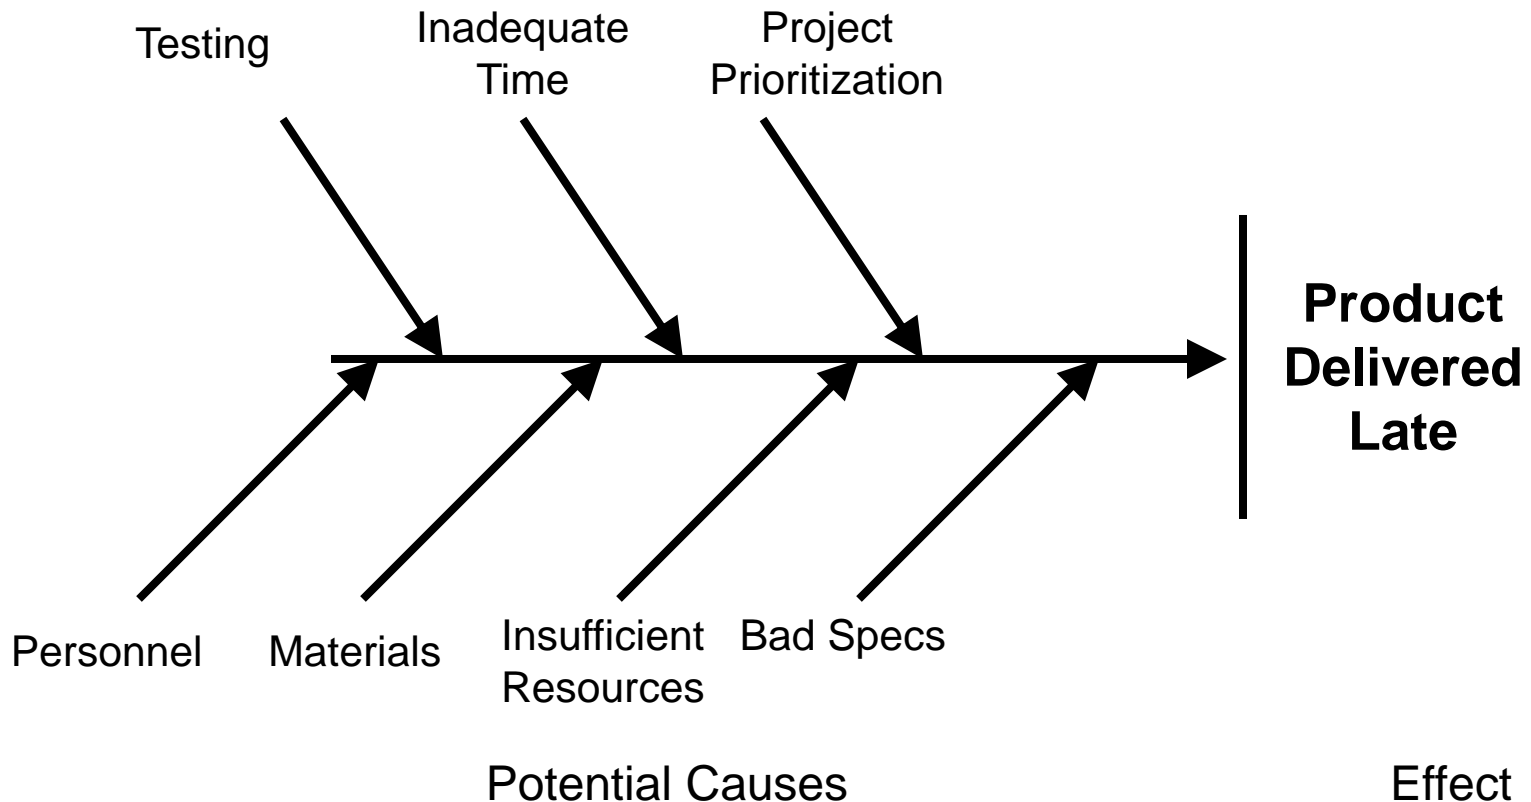 Testing
Inadequate
Time
Project
Prioritization
Product
Delivered
Late
Personnel
Materials
Insufficient
Resources
Bad Specs
Potential Causes
Effect